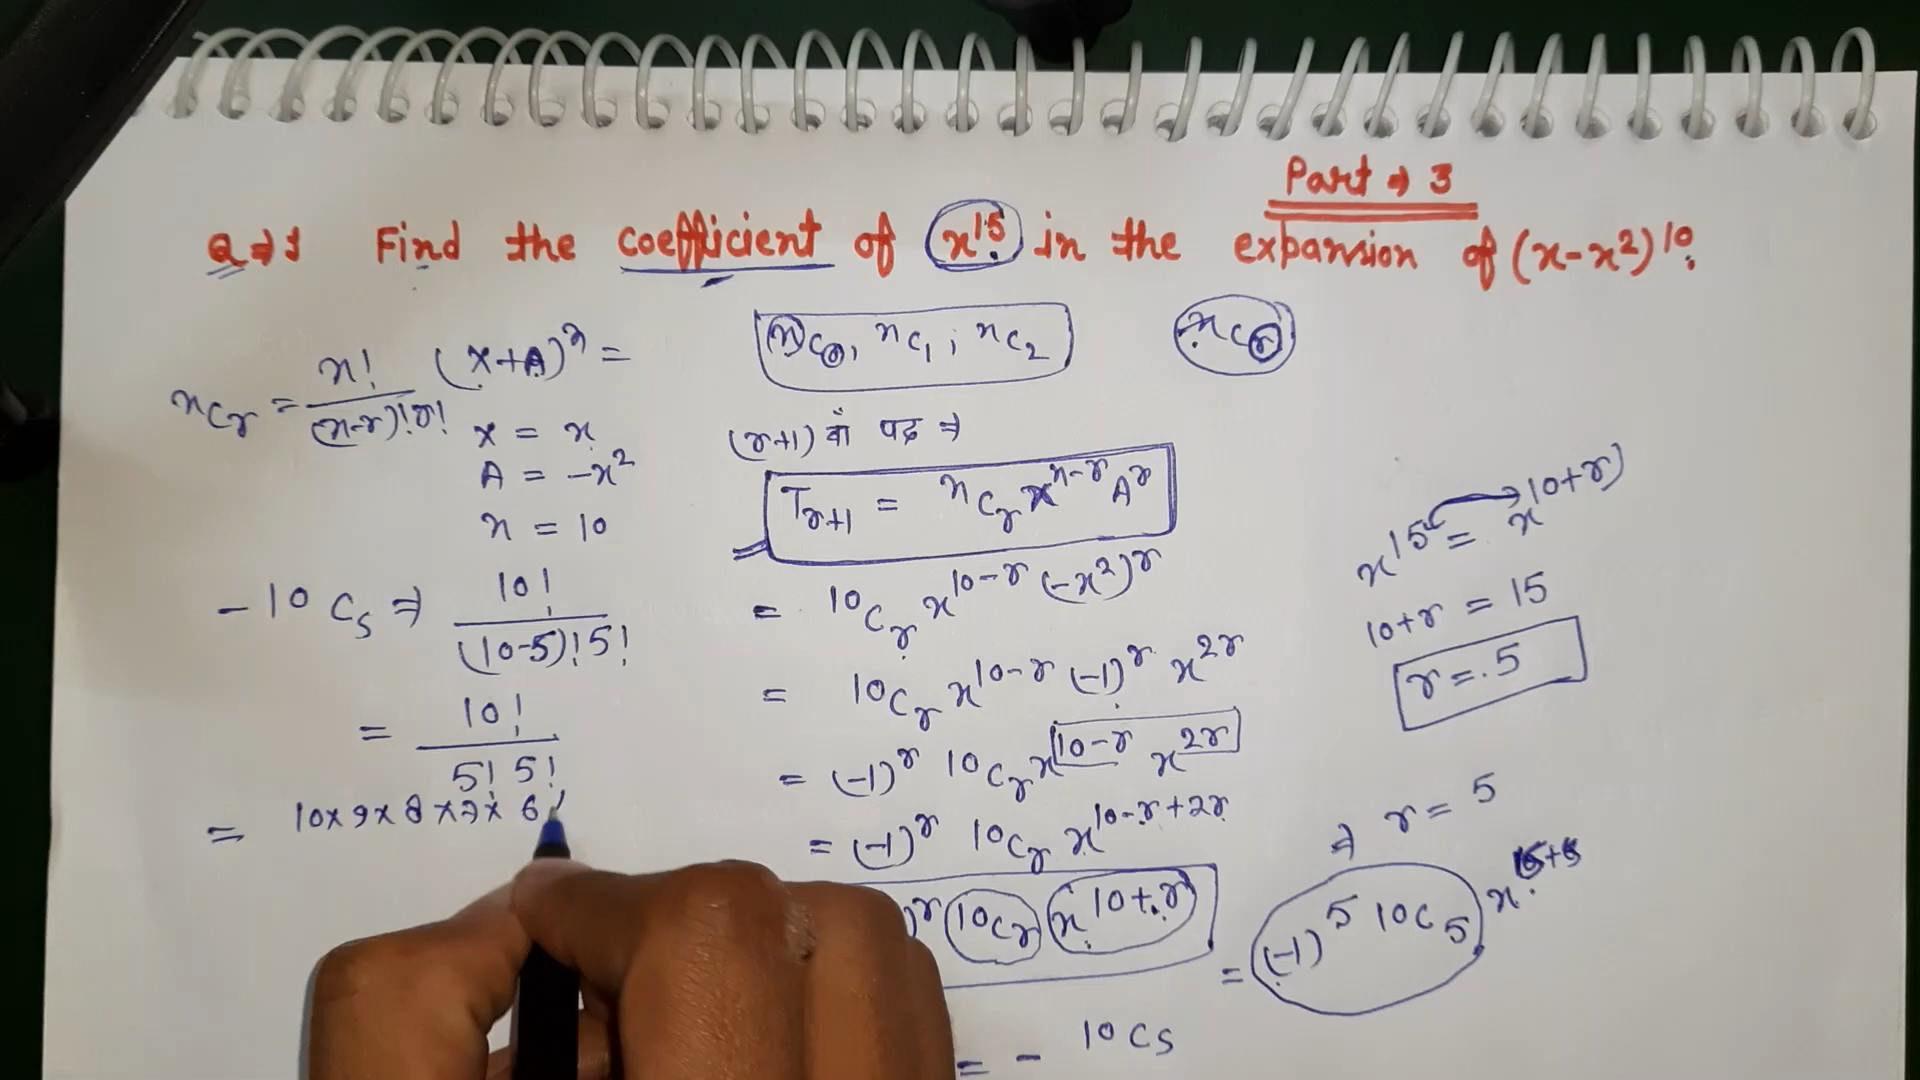 Part ⇒ 3
Q ⇒ 1 Find the coefficient of x¹⁵ in the expansion of (x-x²)¹⁰.
ⁿCᵣ = n! / (n-r)! r!
(x+A)ⁿ =
x = x
A = -x²
n = 10
- ¹⁰C₅ ⇒ 10! / (10-5)! 5!
= 10! / 5! 5!
= 10 x 9 x 8 x 7 x 6
ⁿC₀, ⁿC₁, ⁿC₂
ⁿCᵣ
(r+1) वाँ पद ⇒
Tᵣ₊₁ = ⁿCᵣ xⁿ⁻ʳ Aʳ
= ¹⁰Cᵣ x¹⁰⁻ʳ (-x²)ʳ
= ¹⁰Cᵣ x¹⁰⁻ʳ (-1)ʳ x²ʳ
= (-1)ʳ ¹⁰Cᵣ x¹⁰⁻ʳ x²ʳ
= (-1)ʳ ¹⁰Cᵣ x¹⁰⁻ʳ⁺²ʳ
)ʳ ¹⁰Cᵣ x¹⁰⁺ʳ
x¹⁵ = x¹⁰⁺ʳ
10+r = 15
r = 5
⇒ r = 5
= (-1)⁵ ¹⁰C₅ x
= - ¹⁰C₅